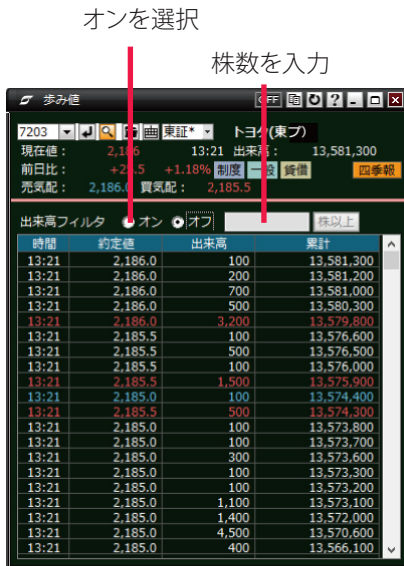 オンを選択
株数を入力
歩み値 OFF
7203 東証* トヨタ(東プ)
現在値: 2,186 13:21 出来高: 13,581,300
前日比: +1.18% 制度 一般 貸借 四季報
売気配: 2,186.0 買気配: 2,185.5
出来高フィルタ オン オフ 株以上
時間 約定値 出来高 累計
13:21 2,186.0 100 13,581,300
13:21 2,186.0 200 13,581,200
13:21 2,186.0 700 13,581,000
13:21 2,186.0 500 13,580,300
13:21 2,186.0 3,200 13,579,800
13:21 2,185.5 100 13,576,600
13:21 2,185.5 500 13,576,500
13:21 2,185.5 100 13,576,000
13:21 2,185.5 1,500 13,575,900
13:21 2,185.0 100 13,574,400
13:21 2,185.5 500 13,574,300
13:21 2,185.0 100 13,573,800
13:21 2,185.0 100 13,573,700
13:21 2,185.0 300 13,573,600
13:21 2,185.0 100 13,573,300
13:21 2,185.0 100 13,573,200
13:21 2,185.0 1,100 13,573,100
13:21 2,185.0 1,400 13,572,000
13:21 2,185.0 4,500 13,570,600
13:21 2,185.0 400 13,566,100